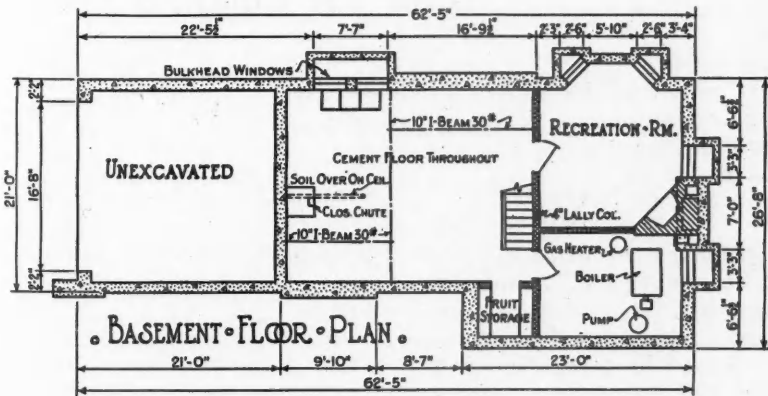 62'-5"
22'-5½"
7'-7"
16'-9½"
2'-3"
2'-6"
5'-10"
2'-6"
3'-4"
BULKHEAD WINDOWS
10" I-BEAM 30#
RECREATION·RM.
CEMENT FLOOR THROUGHOUT
UNEXCAVATED
SOIL OVER ON CEIL.
CLOS. CHUTE
4" LALLY COL.
10" I-BEAM 30#
GAS HEATER
BOILER
FRUIT
STORAGE
PUMP
2'-2"
21'-0"
16'-8"
2'-2"
6'-6½"
3'-3"
7'-0"
26'-8"
3'-3"
6'-6½"
BASEMENT·FLOOR·PLAN
21'-0"
9'-10"
8'-7"
23'-0"
62'-5"